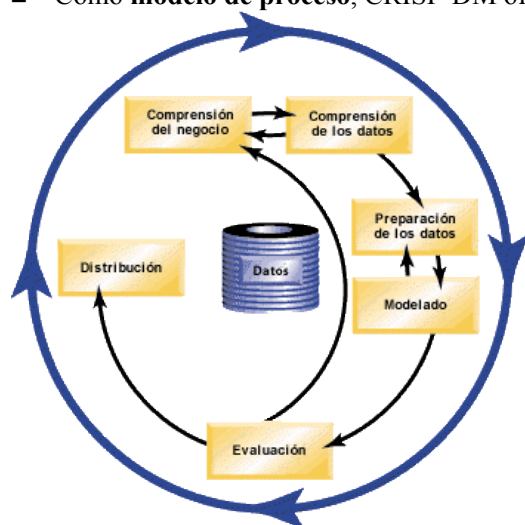 Como modelo de proceso, CRISP-DM
Comprensión
del negocio
Comprensión
de los datos
Preparación
de los datos
Datos
Distribución
Modelado
Evaluación